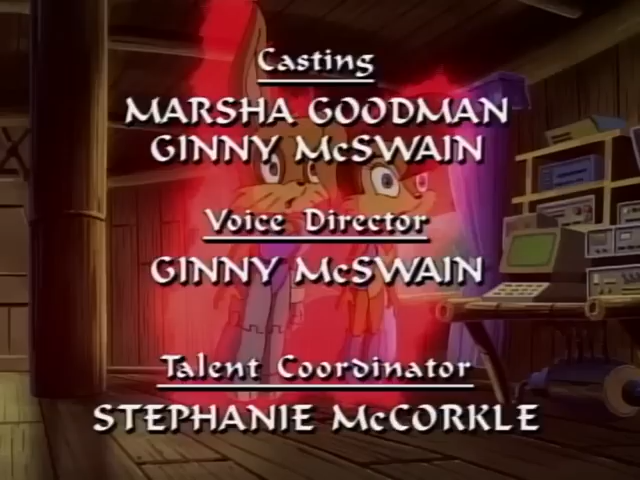 Casting
MARSHA GOODMAN
GINNY McSWAIN
Voice Director
GINNY McSWAIN
Talent Coordinator
STEPHANIE McCORKLE